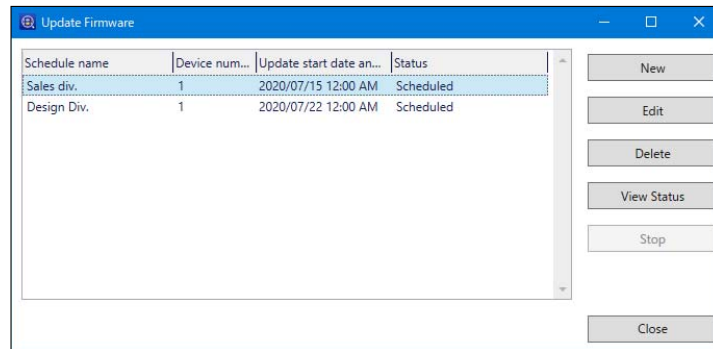 Update Firmware
Schedule name Device num... Update start date an... Status
Sales div. 1 2020/07/15 12:00 AM Scheduled
Design Div. 1 2020/07/22 12:00 AM Scheduled
New
Edit
Delete
View Status
Stop
Close